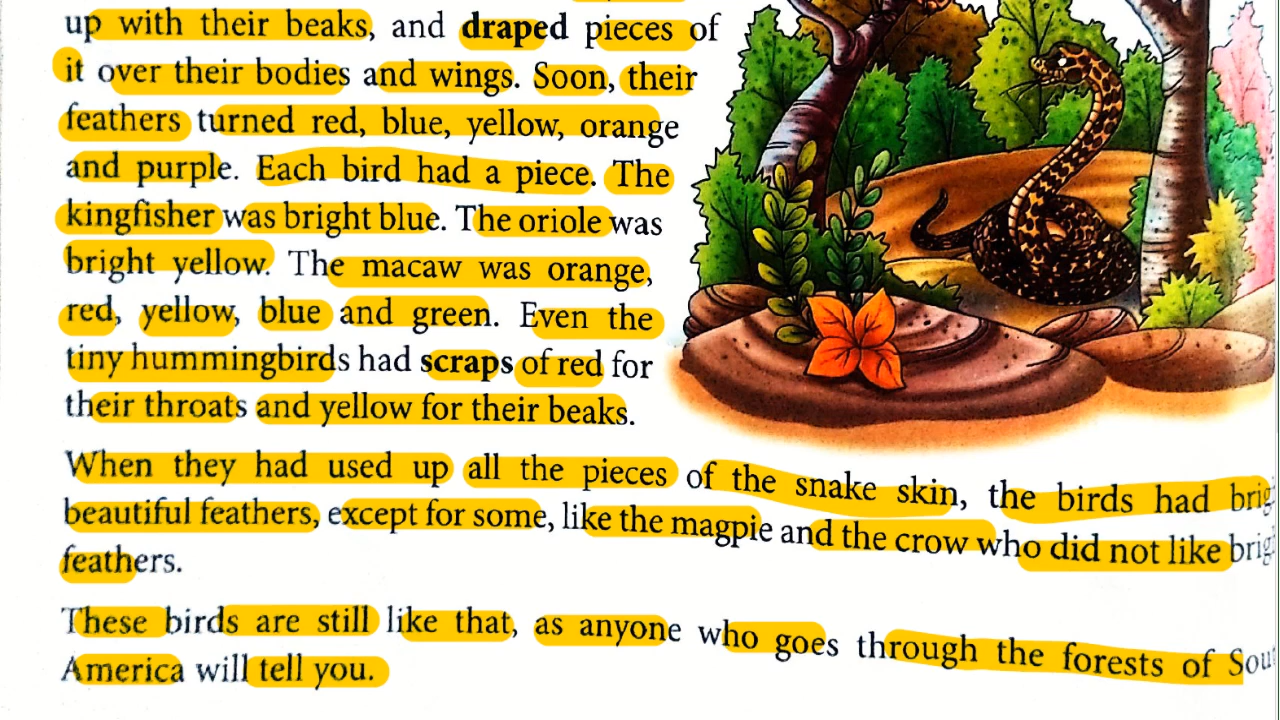 up with their beaks, and draped pieces of
it over their bodies and wings. Soon, their
feathers turned red, blue, yellow, orange
and purple. Each bird had a piece. The
kingfisher was bright blue. The oriole was
bright yellow. The macaw was orange,
red, yellow, blue and green. Even the
tiny hummingbirds had scraps of red for
their throats and yellow for their beaks.
When they had used up all the pieces of the snake skin, the birds had
beautiful feathers, except for some, like the magpie and the crow who did not like
feathers.
These birds are still like that, as anyone who goes through the forests of
America will tell you.